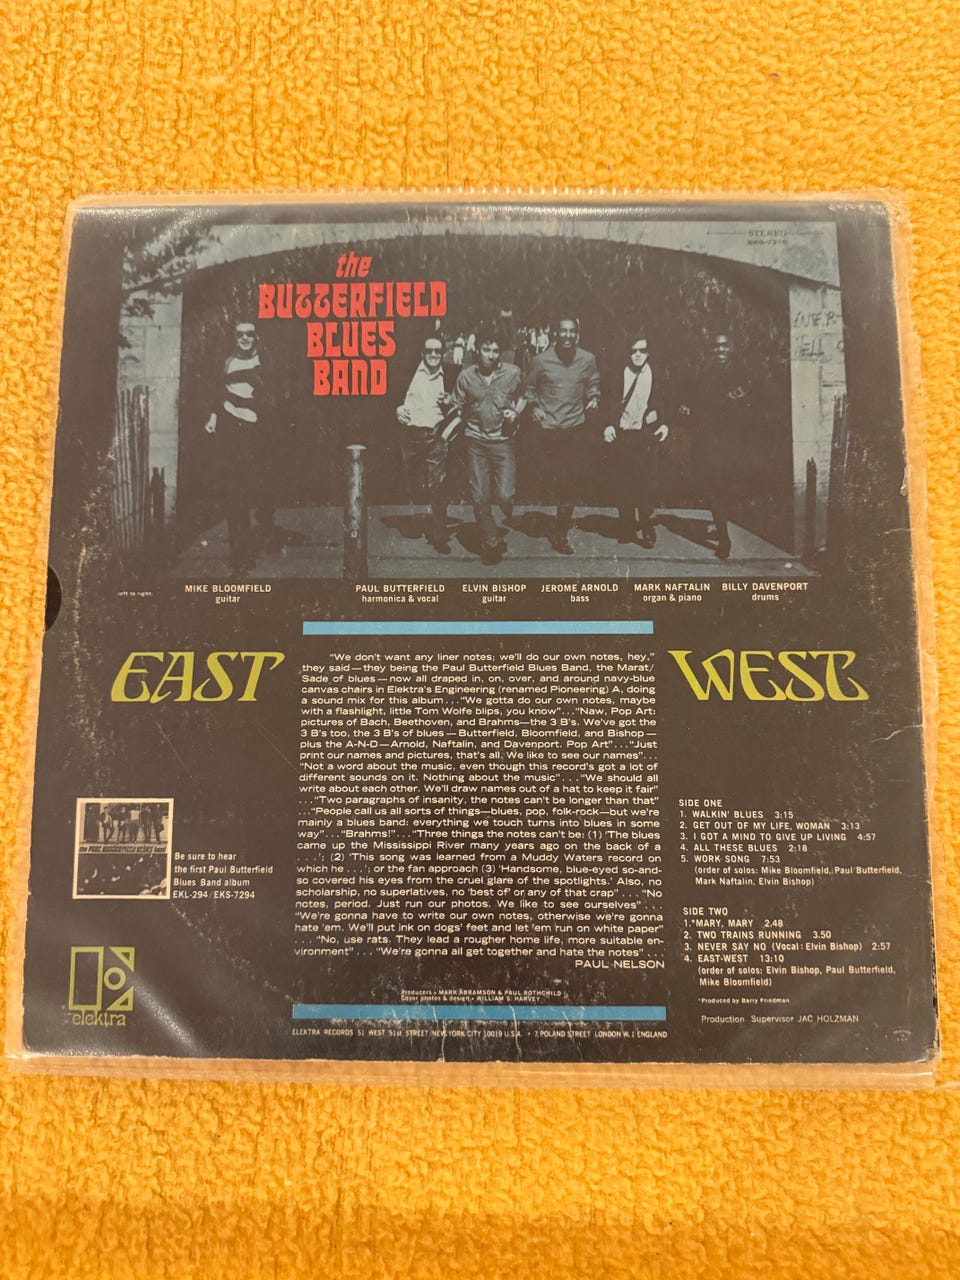 STEREO
EKS-7315
the
BUTTERFIELD
BLUES
BAND
left to right:
MIKE BLOOMFIELD
guitar
PAUL BUTTERFIELD
harmonica & vocal
ELVIN BISHOP
guitar
JEROME ARNOLD
bass
MARK NAFTALIN
organ & piano
BILLY DAVENPORT
drums
EAST
WEST
"We don't want any liner notes; we'll do our own notes, hey,"
they said—they being the Paul Butterfield Blues Band, the Marat/
Sade of blues—now all draped in, on, over, and around navy-blue
canvas chairs in Elektra's Engineering (renamed Pioneering) A, doing
a sound mix for this album..."We gotta do our own notes, maybe
with a flashlight, little Tom Wolfe blips, you know"..."Naw, Pop Art:
pictures of Bach, Beethoven, and Brahms—the 3 B's. We've got the
3 B's too, the 3 B's of blues—Butterfield, Bloomfield, and Bishop—
plus the A-N-D—Arnold, Naftalin, and Davenport. Pop Art"..."Just
print our names and pictures, that's all. We like to see our names"...
"Not a word about the music, even though this record's got a lot of
different sounds on it. Nothing about the music"..."We should all
write about each other. We'll draw names out of a hat to keep it fair"
..."Two paragraphs of insanity, the notes can't be longer than that"
..."People call us all sorts of things—blues, pop, folk-rock—but we're
mainly a blues band: everything we touch turns into blues in some
way"..."Brahms!"..."Three things the notes can't be: (1) 'The blues
came up the Mississippi River many years ago on the back of a
...'; (2) 'This song was learned from a Muddy Waters record on
which he ...'; or the fan approach (3) 'Handsome, blue-eyed so-and-
so covered his eyes from the cruel glare of the spotlights.' Also, no
scholarship, no superlatives, no 'best of' or any of that crap"..."No
notes, period. Just run our photos. We like to see ourselves"...
"We're gonna have to write our own notes, otherwise we're gonna
hate 'em. We'll put ink on dogs' feet and let 'em run on white paper"
..."No, use rats. They lead a rougher home life, more suitable en-
vironment"..."We're gonna all get together and hate the notes"...
PAUL NELSON
Producers • MARK ABRAMSON & PAUL ROTHCHILD
Cover photos & design • WILLIAM S. HARVEY
ELEKTRA RECORDS 51 WEST 51st STREET NEW YORK CITY 10019 U.S.A. • 7, POLAND STREET LONDON W.1 ENGLAND
the PAUL BUTTERFIELD BLUES band
Be sure to hear
the first Paul Butterfield
Blues Band album
EKL-294/EKS-7294
elektra
SIDE ONE
1. WALKIN' BLUES 3:15
2. GET OUT OF MY LIFE, WOMAN 3:13
3. I GOT A MIND TO GIVE UP LIVING 4:57
4. ALL THESE BLUES 2:18
5. WORK SONG 7:53
(order of solos: Mike Bloomfield, Paul Butterfield,
Mark Naftalin, Elvin Bishop)
SIDE TWO
1.*MARY, MARY 2.48
2. TWO TRAINS RUNNING 3.50
3. NEVER SAY NO (Vocal: Elvin Bishop) 2:57
4. EAST-WEST 13:10
(order of solos: Elvin Bishop, Paul Butterfield,
Mike Bloomfield)
*Produced by Barry Friedman
Production Supervisor JAC HOLZMAN